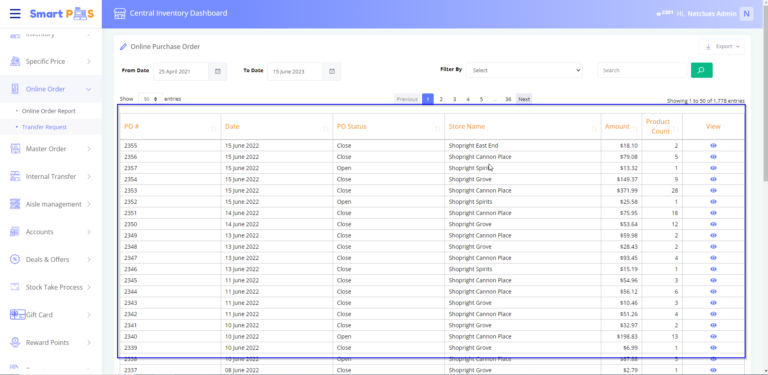 Smart POS
Central Inventory Dashboard
2301 Hi, Netclues Admin N
Inventory
Specific Price
Online Order
Online Order Report
Transfer Request
Master Order
Internal Transfer
Aisle management
Accounts
Deals & Offers
Stock Take Process
Gift Card
Reward Points
Online Purchase Order
Export
From Date 25 April 2021 To Date 15 June 2023 Filter By Select Search
Show 50 entries Previous 1 2 3 4 5 ... 36 Next Showing 1 to 50 of 1,778 entries
PO # Date PO Status Store Name Amount Product Count View
2355 15 June 2022 Close Shopright East End $18.10 2
2356 15 June 2022 Close Shopright Cannon Place $79.08 5
2357 15 June 2022 Open Shopright Spirits $13.32 1
2354 15 June 2022 Close Shopright Grove $149.37 9
2353 15 June 2022 Close Shopright Cannon Place $371.99 28
2352 15 June 2022 Open Shopright Spirits $25.58 1
2351 14 June 2022 Close Shopright Cannon Place $75.95 18
2350 14 June 2022 Close Shopright Grove $53.64 12
2349 13 June 2022 Close Shopright Cannon Place $59.98 2
2348 13 June 2022 Close Shopright Grove $28.43 2
2347 13 June 2022 Close Shopright Cannon Place $93.45 4
2346 13 June 2022 Close Shopright Spirits $15.19 1
2345 11 June 2022 Close Shopright Cannon Place $54.96 3
2344 11 June 2022 Close Shopright Cannon Place $56.12 6
2343 11 June 2022 Close Shopright Grove $10.46 3
2342 11 June 2022 Close Shopright Cannon Place $51.26 4
2341 10 June 2022 Close Shopright Grove $32.97 2
2340 10 June 2022 Open Shopright Cannon Place $198.83 13
2339 10 June 2022 Close Shopright Grove $6.99 1
2338 10 June 2022 Open Shopright Cannon Place $87.88 5
2337 08 June 2022 Close Shopright Grove $2.79 1